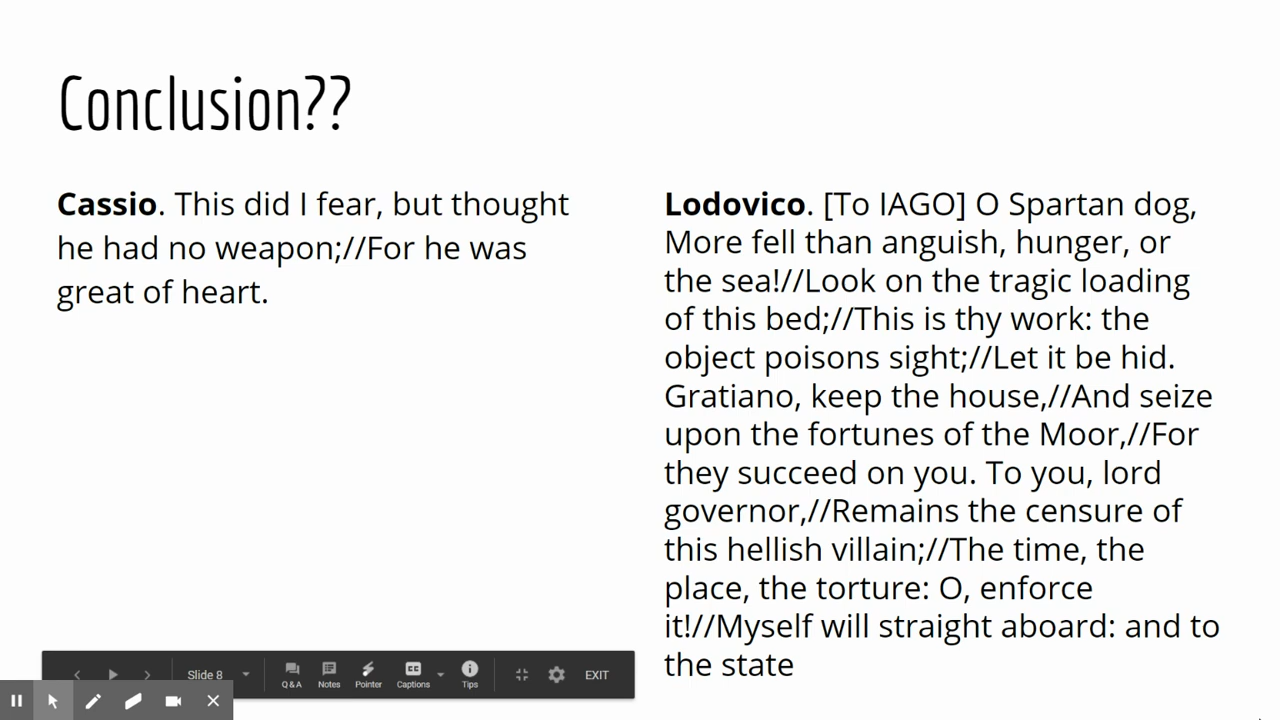 Conclusion??
Cassio. This did I fear, but thought
he had no weapon;//For he was
great of heart.
Lodovico. [To IAGO] O Spartan dog,
More fell than anguish, hunger, or
the sea!//Look on the tragic loading
of this bed;//This is thy work: the
object poisons sight;//Let it be hid.
Gratiano, keep the house,//And seize
upon the fortunes of the Moor,//For
they succeed on you. To you, lord
governor,//Remains the censure of
this hellish villain;//The time, the
place, the torture: O, enforce
it!//Myself will straight aboard: and to
the state
Slide 8
Q & A
Notes
Pointer
CC
Captions
Tips
EXIT